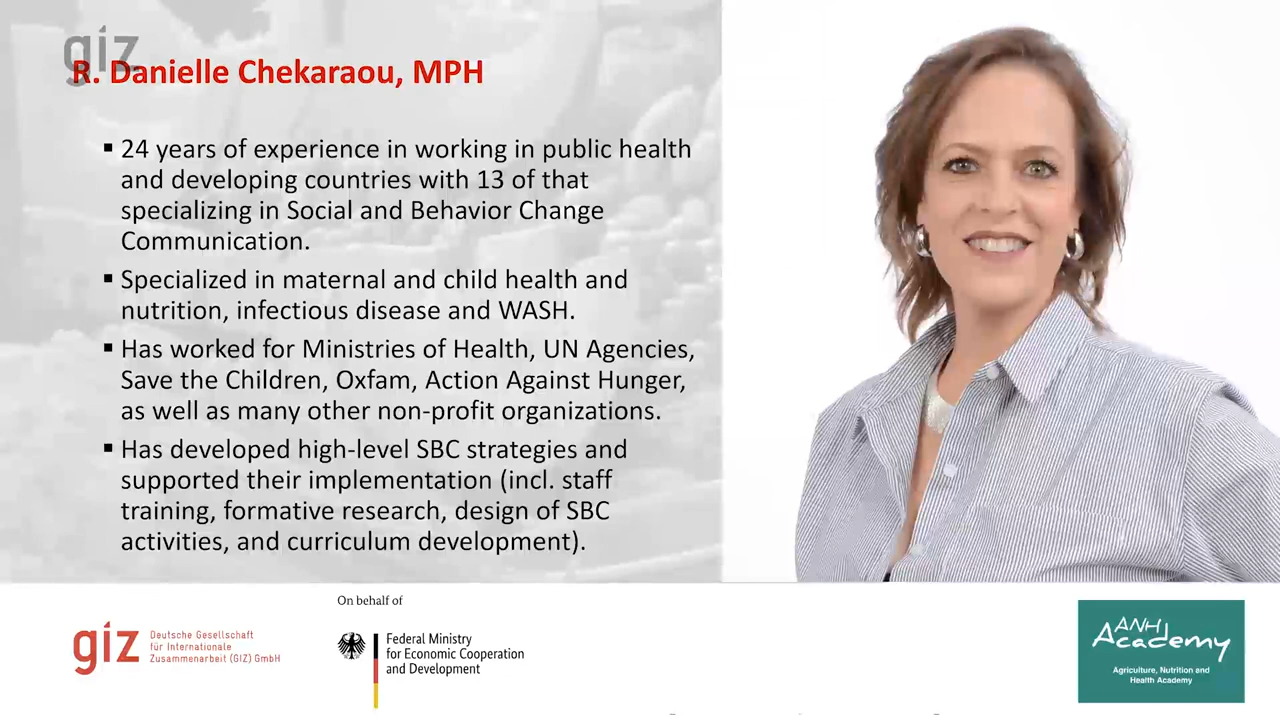 giz
R. Danielle Chekaraou, MPH
▪ 24 years of experience in working in public health
and developing countries with 13 of that
specializing in Social and Behavior Change
Communication.
▪ Specialized in maternal and child health and
nutrition, infectious disease and WASH.
▪ Has worked for Ministries of Health, UN Agencies,
Save the Children, Oxfam, Action Against Hunger,
as well as many other non-profit organizations.
▪ Has developed high-level SBC strategies and
supported their implementation (incl. staff
training, formative research, design of SBC
activities, and curriculum development).
giz
Deutsche Gesellschaft
für Internationale
Zusammenarbeit (GIZ) GmbH
On behalf of
Federal Ministry
for Economic Cooperation
and Development
ANH
Academy
Agriculture, Nutrition and
Health Academy